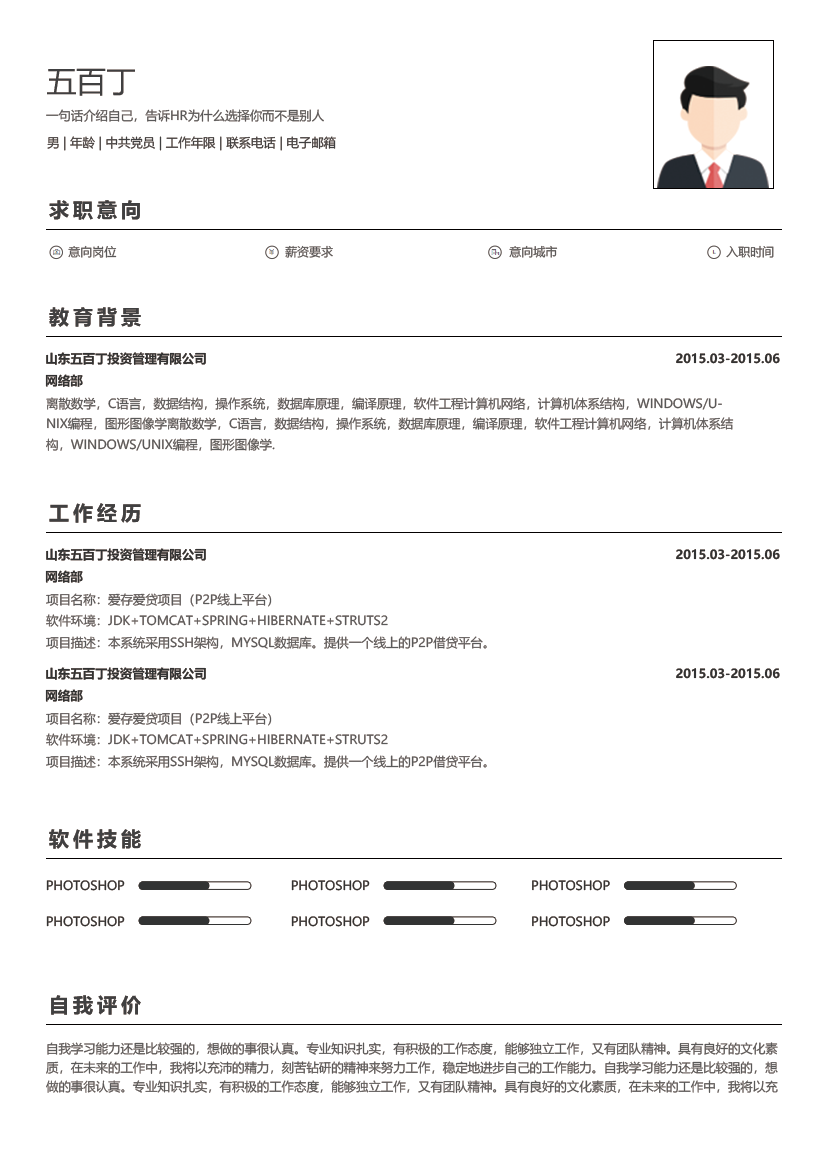 五百丁
一句话介绍自己，告诉HR为什么选择你而不是别人
男 | 年龄 | 中共党员 | 工作年限 | 联系电话 | 电子邮箱
求职意向
意向岗位 薪资要求 意向城市 入职时间
教育背景
山东五百丁投资管理有限公司 2015.03-2015.06
网络部
离散数学，C语言，数据结构，操作系统，数据库原理，编译原理，软件工程计算机网络，计算机体系结构，WINDOWS/U-
NIX编程，图形图像学离散数学，C语言，数据结构，操作系统，数据库原理，编译原理，软件工程计算机网络，计算机体系结
构，WINDOWS/UNIX编程，图形图像学.
工作经历
山东五百丁投资管理有限公司 2015.03-2015.06
网络部
项目名称：爱存爱贷项目（P2P线上平台）
软件环境：JDK+TOMCAT+SPRING+HIBERNATE+STRUTS2
项目描述：本系统采用SSH架构，MYSQL数据库。提供一个线上的P2P借贷平台。
山东五百丁投资管理有限公司 2015.03-2015.06
网络部
项目名称：爱存爱贷项目（P2P线上平台）
软件环境：JDK+TOMCAT+SPRING+HIBERNATE+STRUTS2
项目描述：本系统采用SSH架构，MYSQL数据库。提供一个线上的P2P借贷平台。
软件技能
PHOTOSHOP PHOTOSHOP PHOTOSHOP
PHOTOSHOP PHOTOSHOP PHOTOSHOP
自我评价
自我学习能力还是比较强的，想做的事很认真。专业知识扎实，有积极的工作态度，能够独立工作，又有团队精神。具有良好的文化素
质，在未来的工作中，我将以充沛的精力，刻苦钻研的精神来努力工作，稳定地进步自己的工作能力。自我学习能力还是比较强的，想
做的事很认真。专业知识扎实，有积极的工作态度，能够独立工作，又有团队精神。具有良好的文化素质，在未来的工作中，我将以充